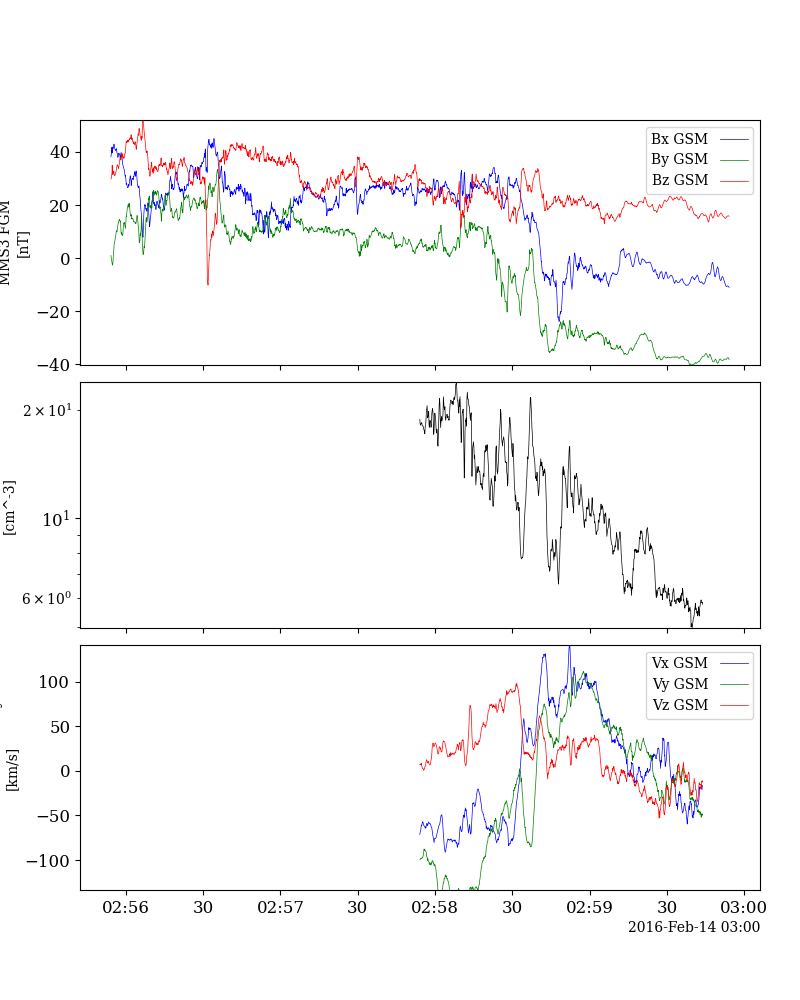 MMS3 FGM
[nT]
40
20
0
−20
−40
Bx GSM
By GSM
Bz GSM
[cm^-3]
2×10¹
10¹
6×10⁰
[km/s]
100
50
0
−50
−100
Vx GSM
Vy GSM
Vz GSM
02:56 30 02:57 30 02:58 30 02:59 30 03:00
2016-Feb-14 03:00